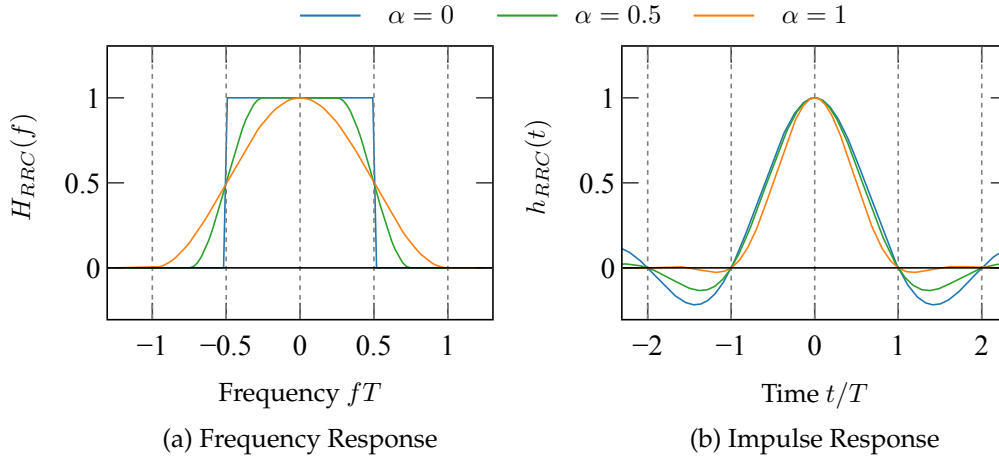 α = 0 α = 0.5 α = 1
H_RRC(f)
1
0.5
0
−1 −0.5 0 0.5 1
Frequency fT
(a) Frequency Response
h_RRC(t)
1
0.5
0
−2 −1 0 1 2
Time t/T
(b) Impulse Response